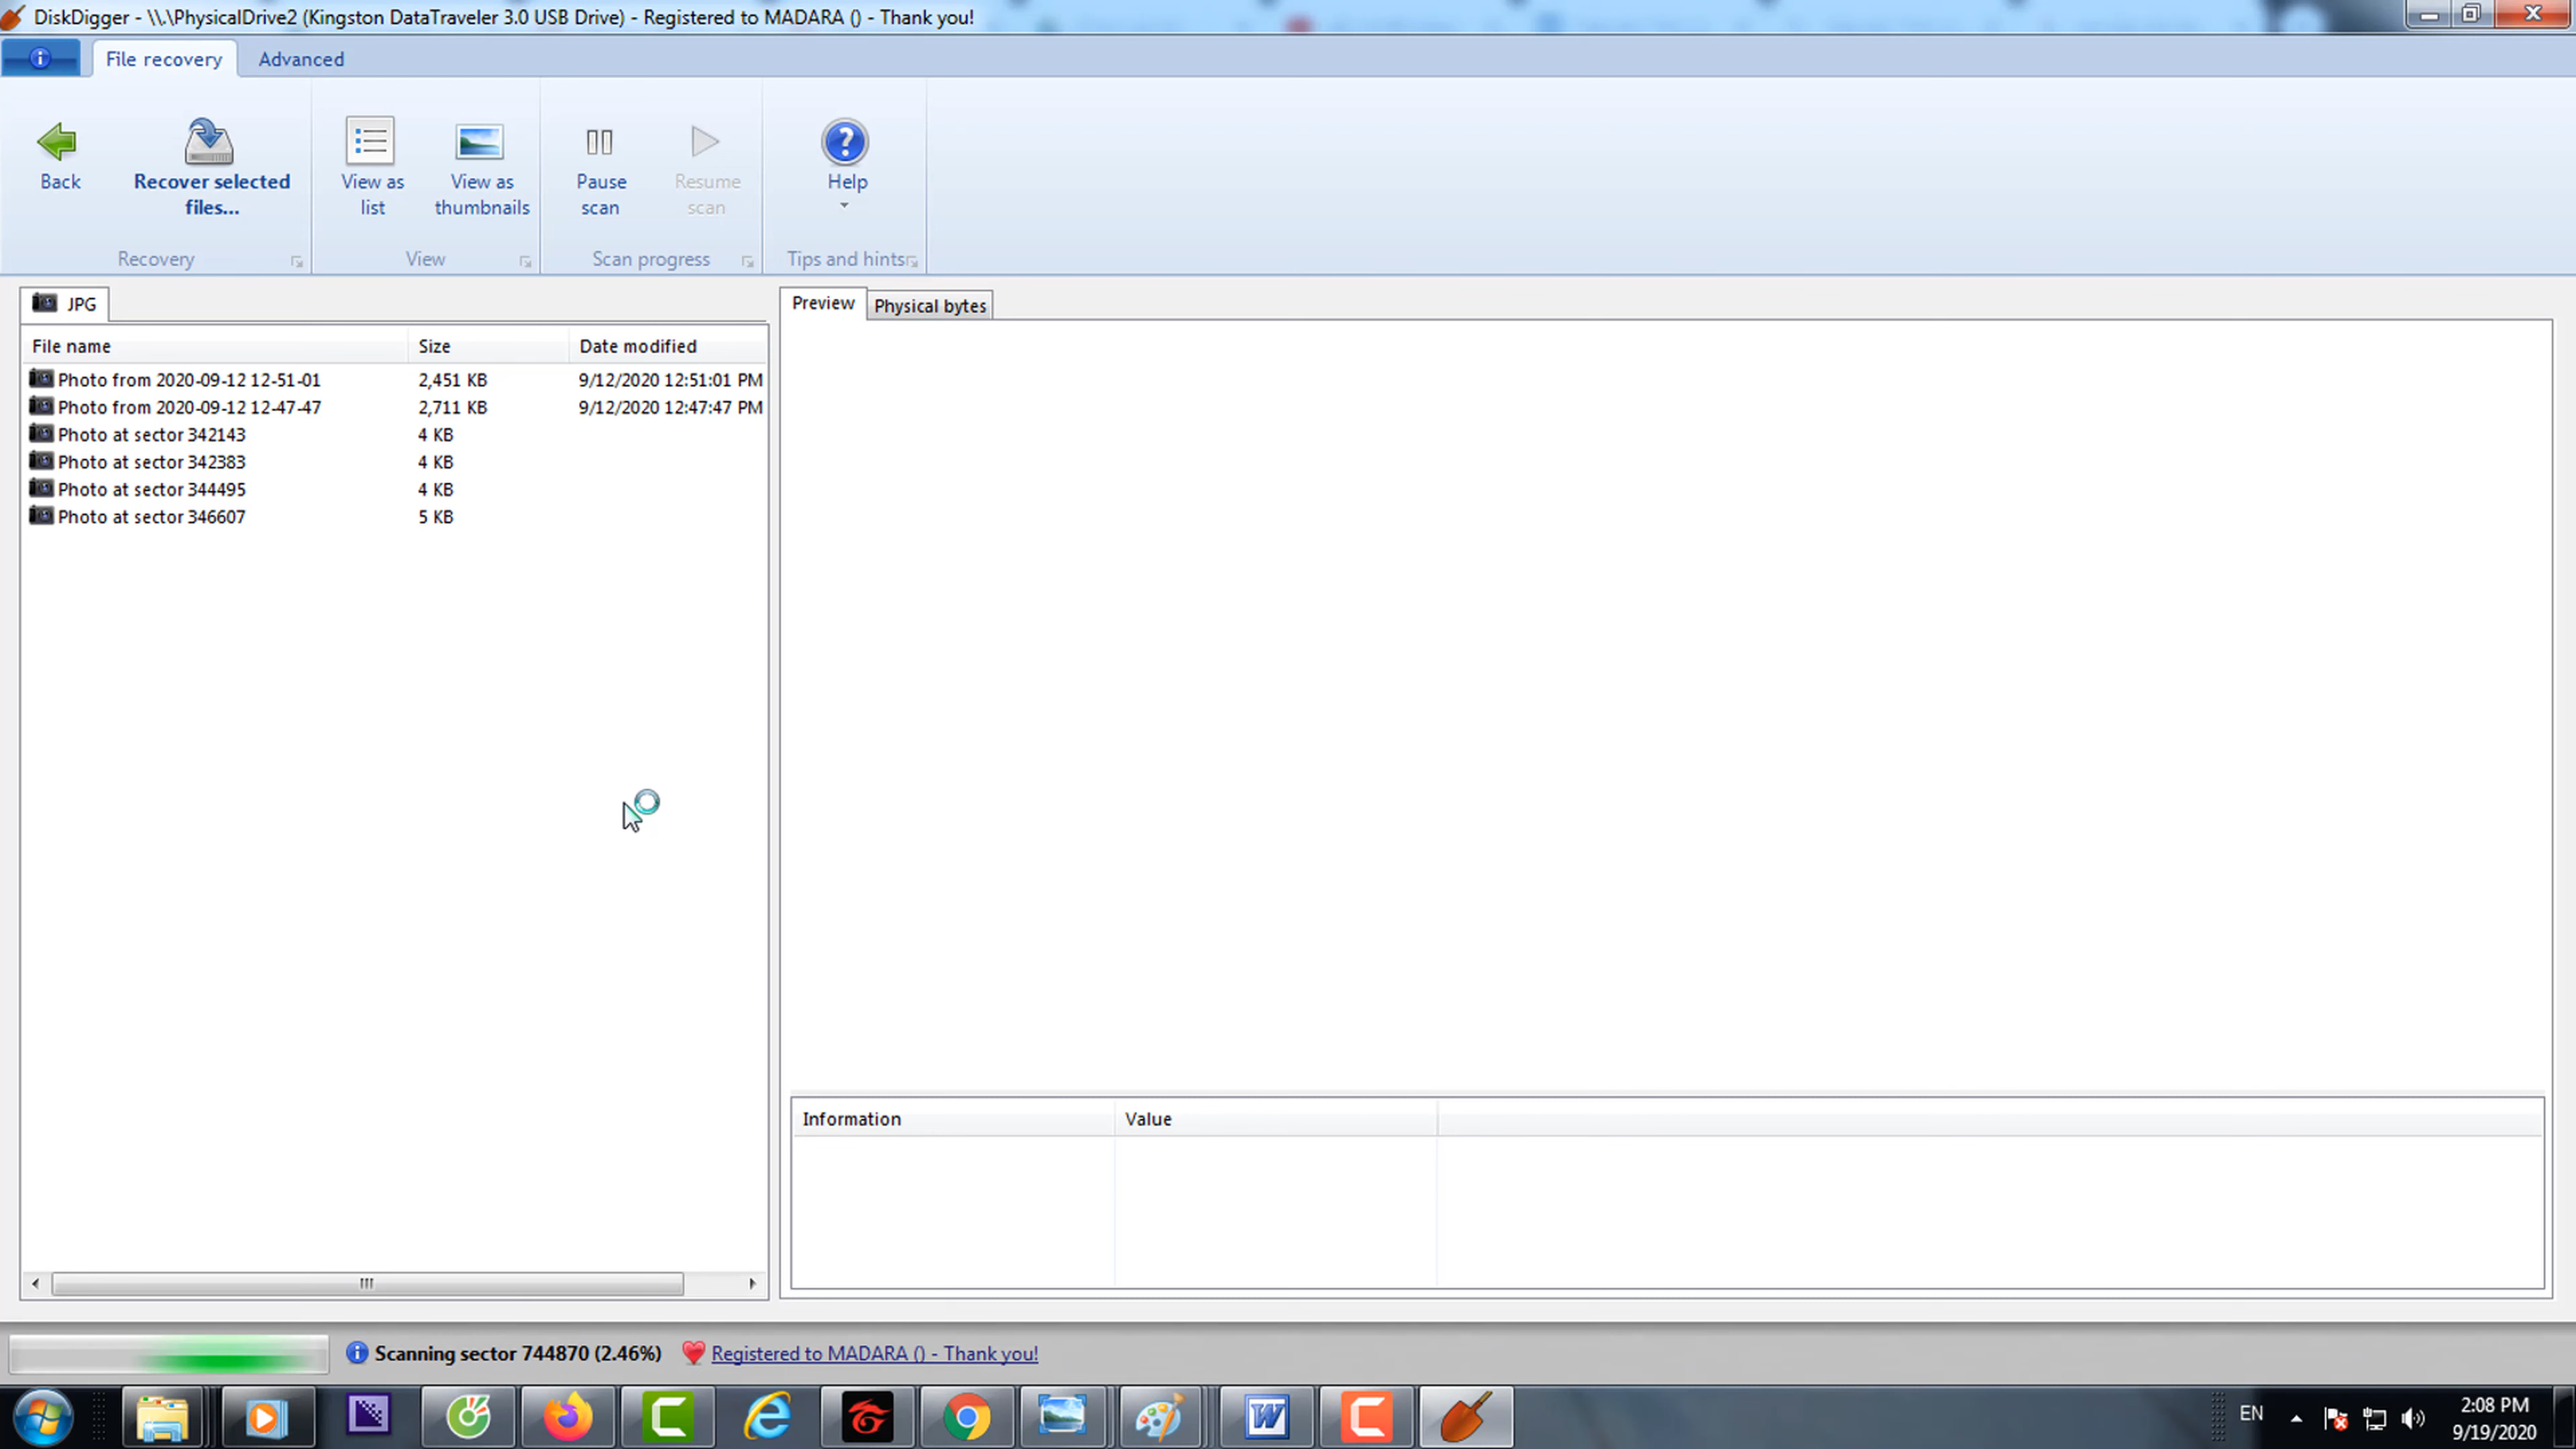 DiskDigger - \\.\PhysicalDrive2 (Kingston DataTraveler 3.0 USB Drive) - Registered to MADARA () - Thank you!
File recovery
Advanced
Back
Recover selected files...
View as list
View as thumbnails
Pause scan
Resume scan
Help
Recovery
View
Scan progress
Tips and hints
JPG
Preview
Physical bytes
File name Size Date modified
Photo from 2020-09-12 12-51-01 2,451 KB 9/12/2020 12:51:01 PM
Photo from 2020-09-12 12-47-47 2,711 KB 9/12/2020 12:47:47 PM
Photo at sector 342143 4 KB
Photo at sector 342383 4 KB
Photo at sector 344495 4 KB
Photo at sector 346607 5 KB
Information Value
Scanning sector 744870 (2.46%) Registered to MADARA () - Thank you!
EN
2:08 PM
9/19/2020